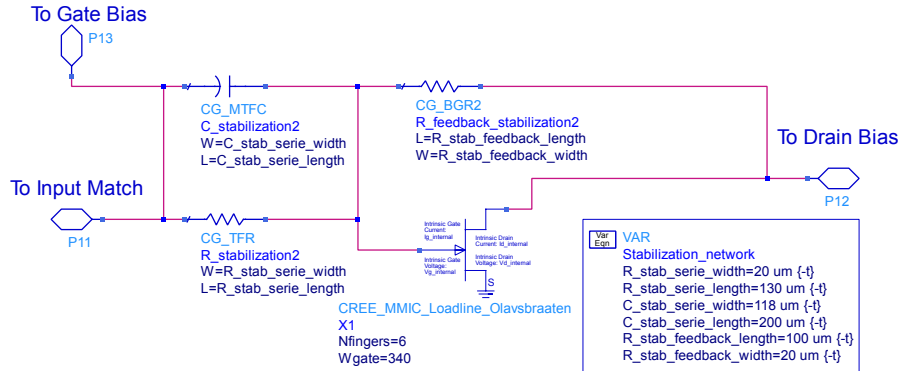 To Gate Bias
P13
CG_MTFC
C_stabilization2
W=C_stab_serie_width
L=C_stab_serie_length
CG_BGR2
R_feedback_stabilization2
L=R_stab_feedback_length
W=R_stab_feedback_width
To Drain Bias
P12
To Input Match
P11
CG_TFR
R_stabilization2
W=R_stab_serie_width
L=R_stab_serie_length
Intrinsic Gate
Current:
Ig_internal
Intrinsic Drain
Current: Id_internal
Intrinsic Gate
Voltage:
Vg_internal
Intrinsic Drain
Voltage: Vd_internal
S
CREE_MMIC_Loadline_Olavsbraaten
X1
Nfingers=6
Wgate=340
Var
Eqn
VAR
Stabilization_network
R_stab_serie_width=20 um {-t}
R_stab_serie_length=130 um {-t}
C_stab_serie_width=118 um {-t}
C_stab_serie_length=200 um {-t}
R_stab_feedback_length=100 um {-t}
R_stab_feedback_width=20 um {-t}